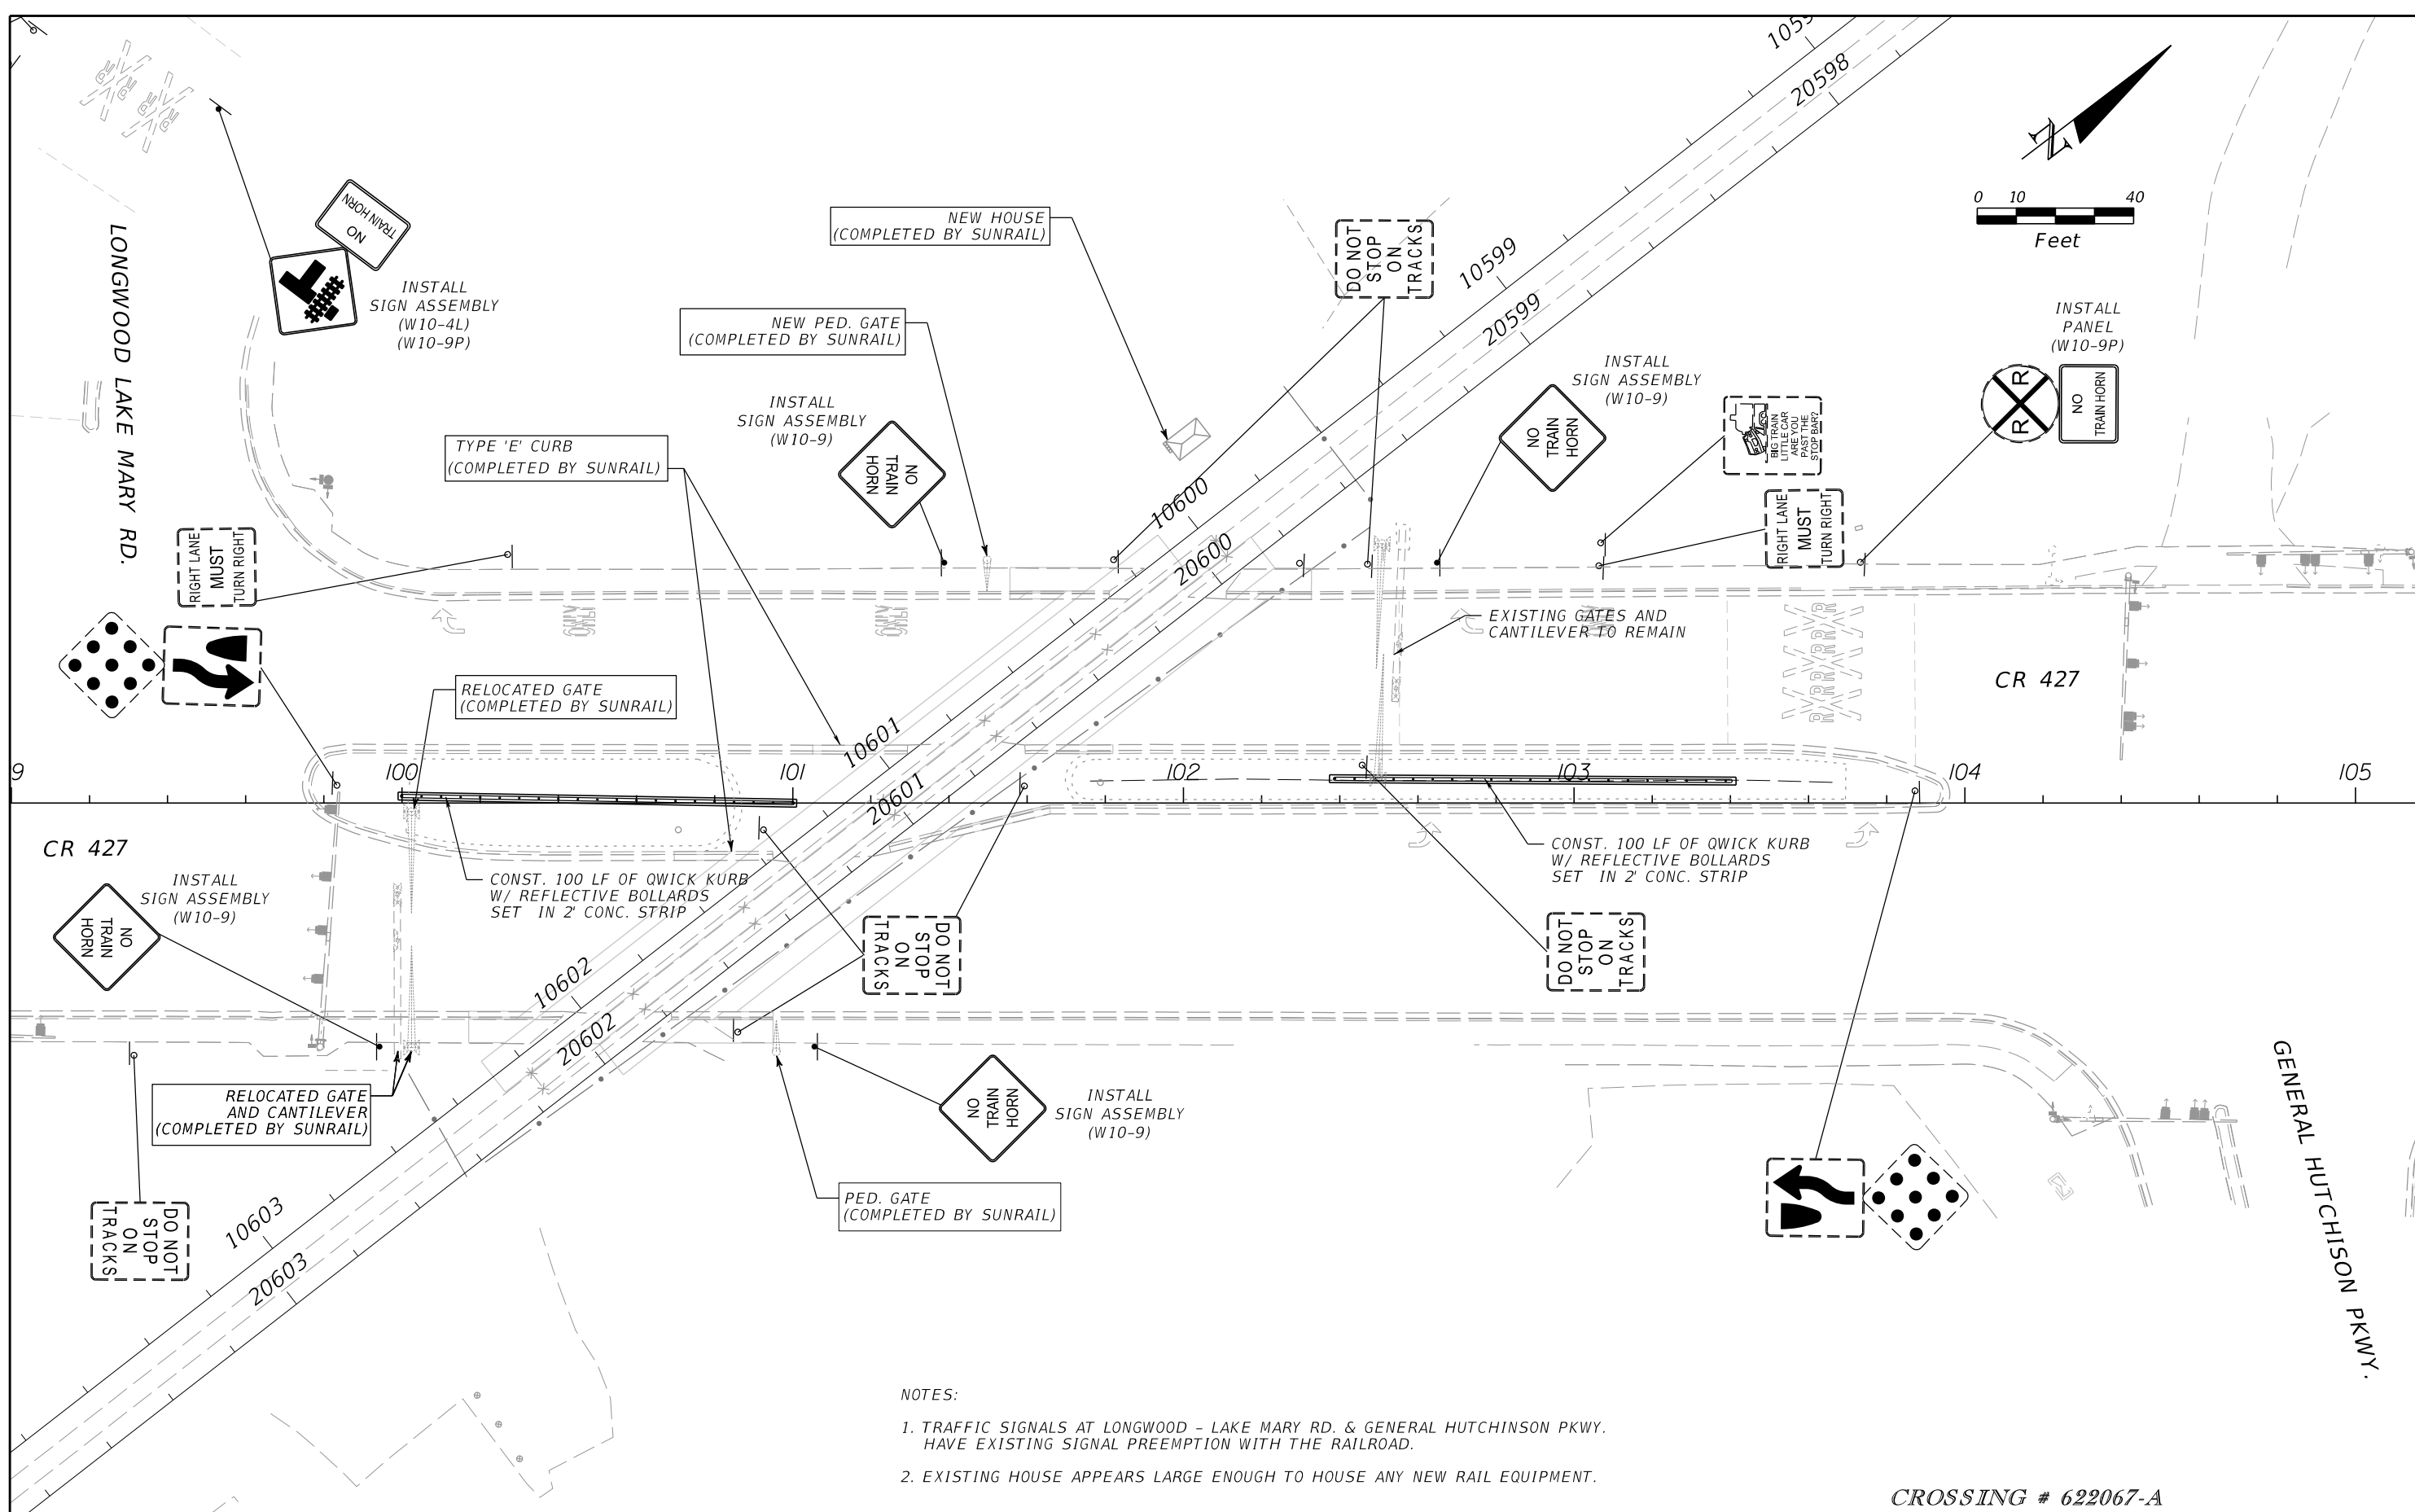 1059
20598
N
0 10 40
Feet
R R
R R
LONGWOOD LAKE MARY RD.
NO
TRAIN HORN
INSTALL
SIGN ASSEMBLY
(W10-4L)
(W10-9P)
NEW HOUSE
(COMPLETED BY SUNRAIL)
NEW PED. GATE
(COMPLETED BY SUNRAIL)
DO NOT
STOP
ON
TRACKS
10599
20599
INSTALL
SIGN ASSEMBLY
(W10-9)
NO
TRAIN
HORN
INSTALL
SIGN ASSEMBLY
(W10-9)
NO
TRAIN
HORN
BIG TRAIN
LITTLE CAR
ARE YOU
PAST THE
STOP BAR?
INSTALL
PANEL
(W10-9P)
R R
NO
TRAIN HORN
TYPE 'E' CURB
(COMPLETED BY SUNRAIL)
RIGHT LANE
MUST
TURN RIGHT
RIGHT LANE
MUST
TURN RIGHT
10600
20600
ONLY
ONLY
EXISTING GATES AND
CANTILEVER TO REMAIN
R R
R R
CR 427
RELOCATED GATE
(COMPLETED BY SUNRAIL)
10601
20601
9 100 101 102 103 104 105
CR 427
CONST. 100 LF OF QWICK KURB
W/ REFLECTIVE BOLLARDS
SET IN 2' CONC. STRIP
CONST. 100 LF OF QWICK KURB
W/ REFLECTIVE BOLLARDS
SET IN 2' CONC. STRIP
INSTALL
SIGN ASSEMBLY
(W10-9)
NO
TRAIN
HORN
DO NOT
STOP
ON
TRACKS
DO NOT
STOP
ON
TRACKS
10602
20602
RELOCATED GATE
AND CANTILEVER
(COMPLETED BY SUNRAIL)
NO
TRAIN
HORN
INSTALL
SIGN ASSEMBLY
(W10-9)
PED. GATE
(COMPLETED BY SUNRAIL)
DO NOT
STOP
ON
TRACKS
10603
20603
GENERAL HUTCHISON PKWY.
NOTES:
1. TRAFFIC SIGNALS AT LONGWOOD - LAKE MARY RD. & GENERAL HUTCHINSON PKWY.
HAVE EXISTING SIGNAL PREEMPTION WITH THE RAILROAD.
2. EXISTING HOUSE APPEARS LARGE ENOUGH TO HOUSE ANY NEW RAIL EQUIPMENT.
CROSSING # 622067-A